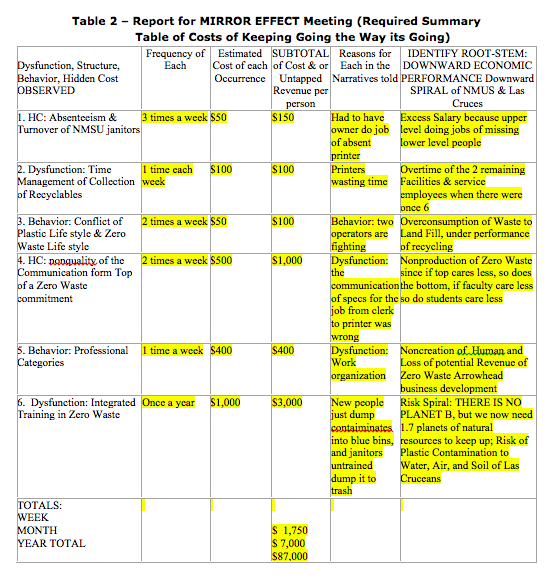 Table 2 – Report for MIRROR EFFECT Meeting (Required Summary
Table of Costs of Keeping Going the Way its Going)
Dysfunction, Structure,
Behavior, Hidden Cost
OBSERVED
Frequency of
Each
Estimated
Cost of each
Occurrence
SUBTOTAL
of Cost & or
Untapped
Revenue per
person
Reasons for
Each in the
Narratives told
IDENTIFY ROOT-STEM:
DOWNWARD ECONOMIC
PERFORMANCE Downward
SPIRAL of NMUS & Las
Cruces
1. HC: Absenteeism &
Turnover of NMSU janitors
3 times a week
$50
$150
Had to have
owner do job
of absent
printer
Excess Salary because upper
level doing jobs of missing
lower level people
2. Dysfunction: Time
Management of Collection
of Recyclables
1 time each
week
$100
$100
Printers
wasting time
Overtime of the 2 remaining
Facilities & service
employees when there were
once 6
3. Behavior: Conflict of
Plastic Life style & Zero
Waste Life style
2 times a week
$50
$100
Behavior: two
operators are
fighting
Overconsumption of Waste to
Land Fill, under performance
of recycling
4. HC: nonquality of the
Communication form Top
of a Zero Waste
commitment
2 times a week
$500
$1,000
Dysfunction:
the
communication
of specs for the
job from clerk
to printer was
wrong
Nonproduction of Zero Waste
since if top cares less, so does
the bottom, if faculty care less
so do students care less
5. Behavior: Professional
Categories
1 time a week
$400
$400
Dysfunction:
Work
organization
Noncreation of Human and
Loss of potential Revenue of
Zero Waste Arrowhead
business development
6. Dysfunction: Integrated
Training in Zero Waste
Once a year
$1,000
$3,000
New people
just dump
contaiminates
into blue bins,
and janitors
untrained
dump it to
trash
Risk Spiral: THERE IS NO
PLANET B, but we now need
1.7 planets of natural
resources to keep up; Risk of
Plastic Contamination to
Water, Air, and Soil of Las
Cruceans
TOTALS:
WEEK
MONTH
YEAR TOTAL
$ 1,750
$ 7,000
$87,000